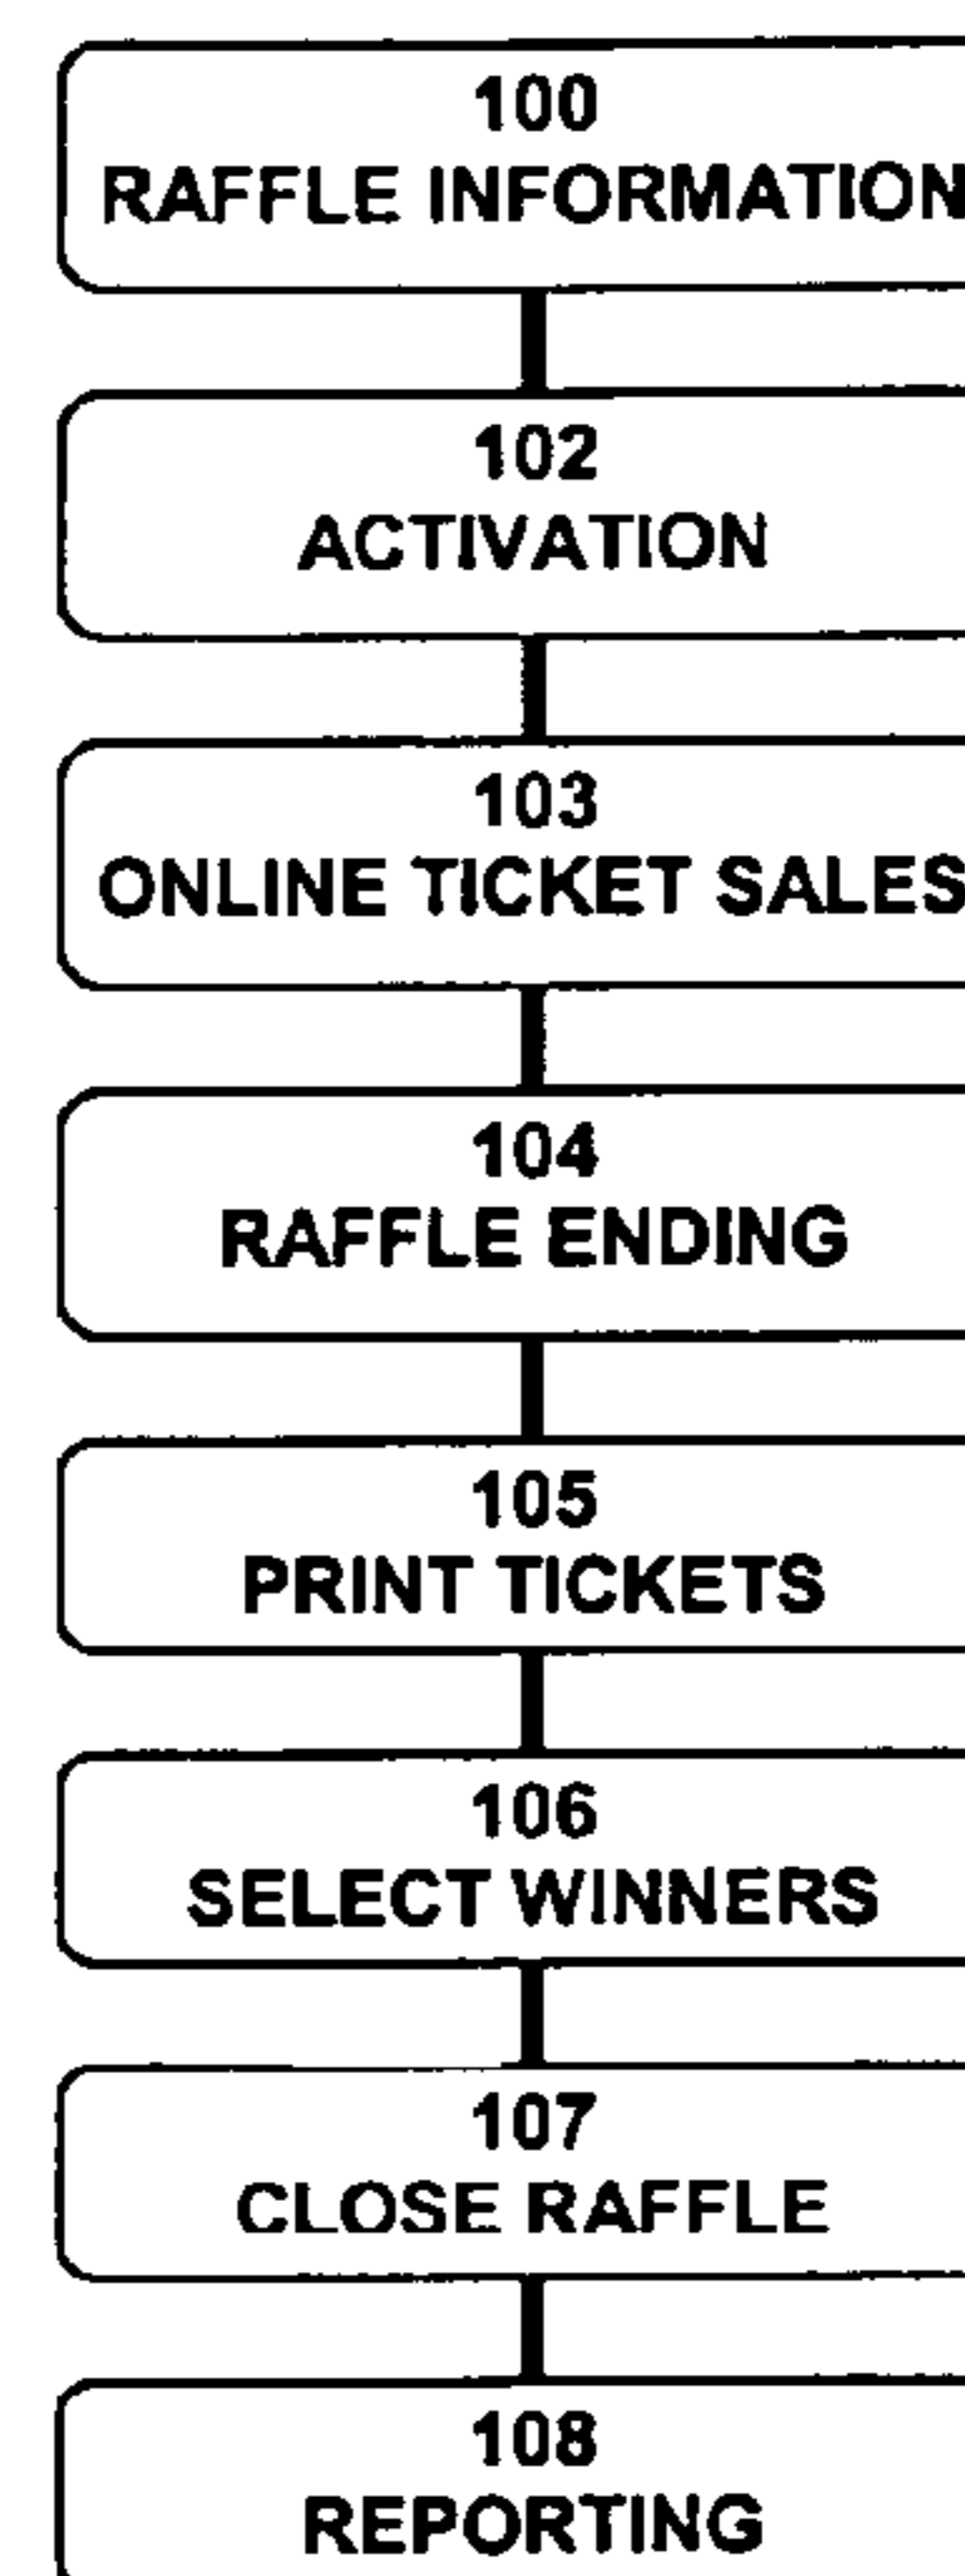 100
RAFFLE INFORMATION
102
ACTIVATION
103
ONLINE TICKET SALES
104
RAFFLE ENDING
105
PRINT TICKETS
106
SELECT WINNERS
107
CLOSE RAFFLE
108
REPORTING